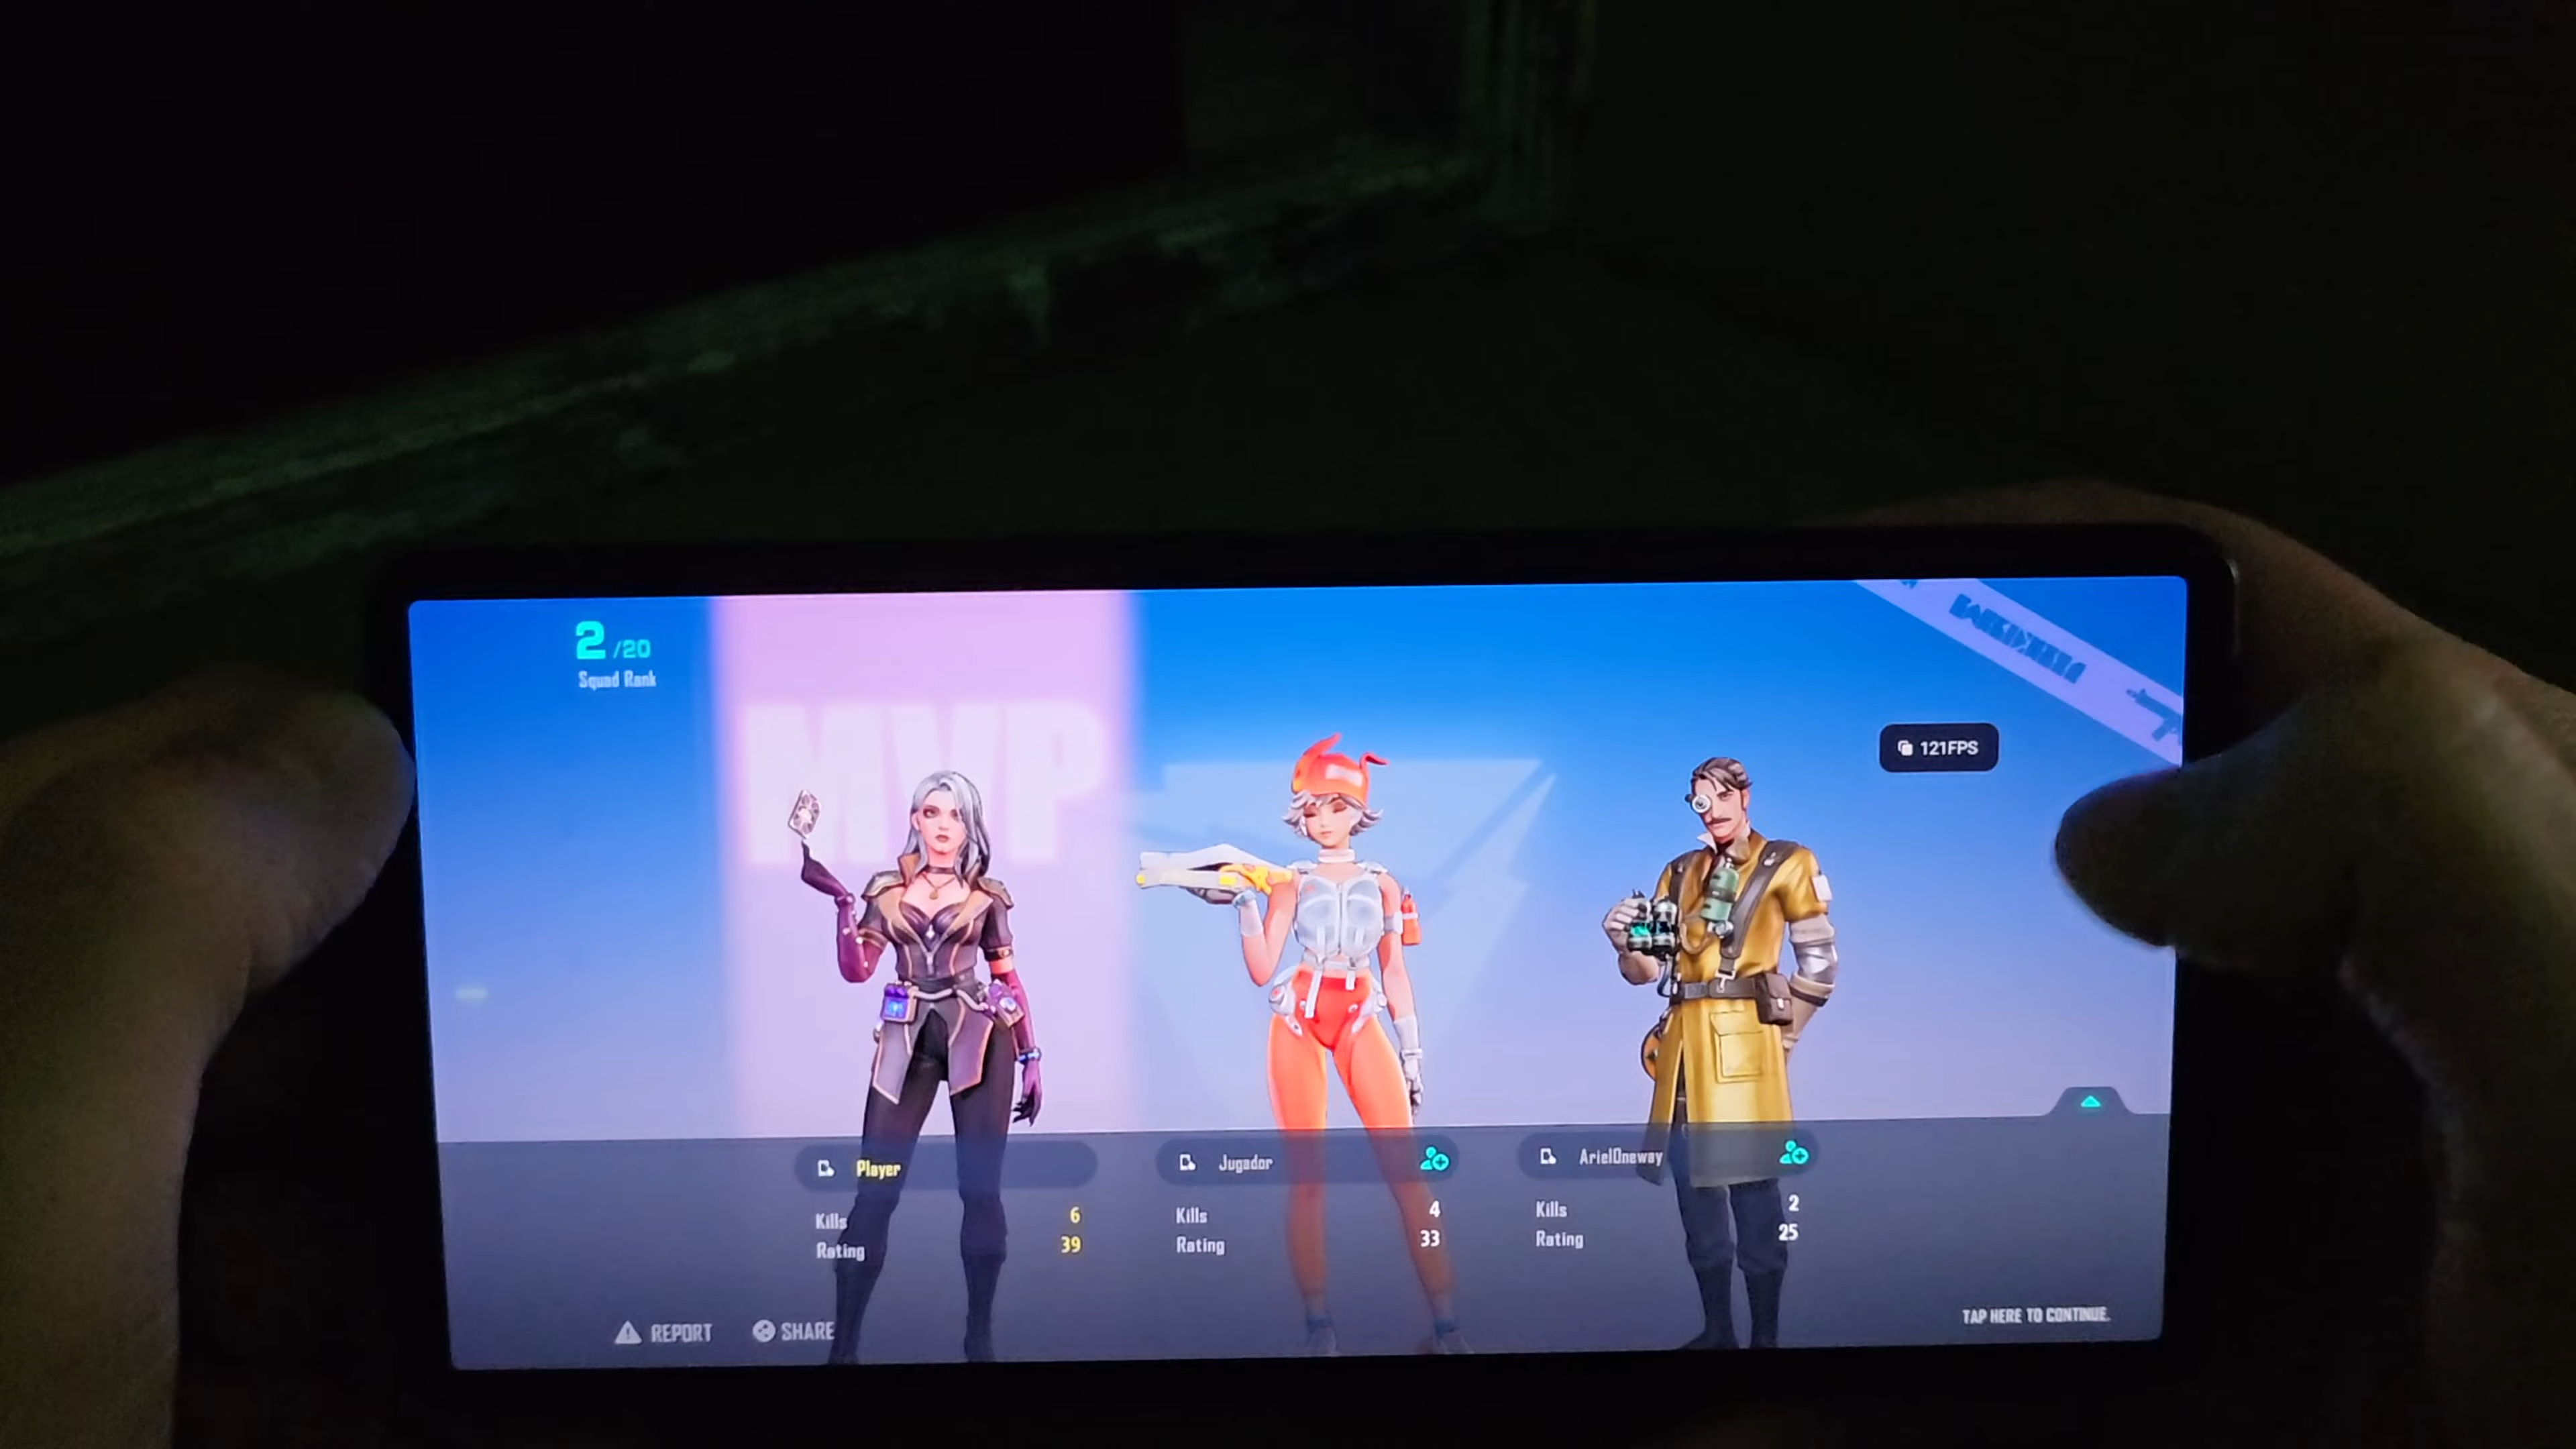 2 /20
Squad Rank
MVP
121FPS
Player
Jugador
ArielOneway
Kills 6
Kills 4
Kills 2
Rating 39
Rating 33
Rating 25
REPORT
SHARE
TAP HERE TO CONTINUE.